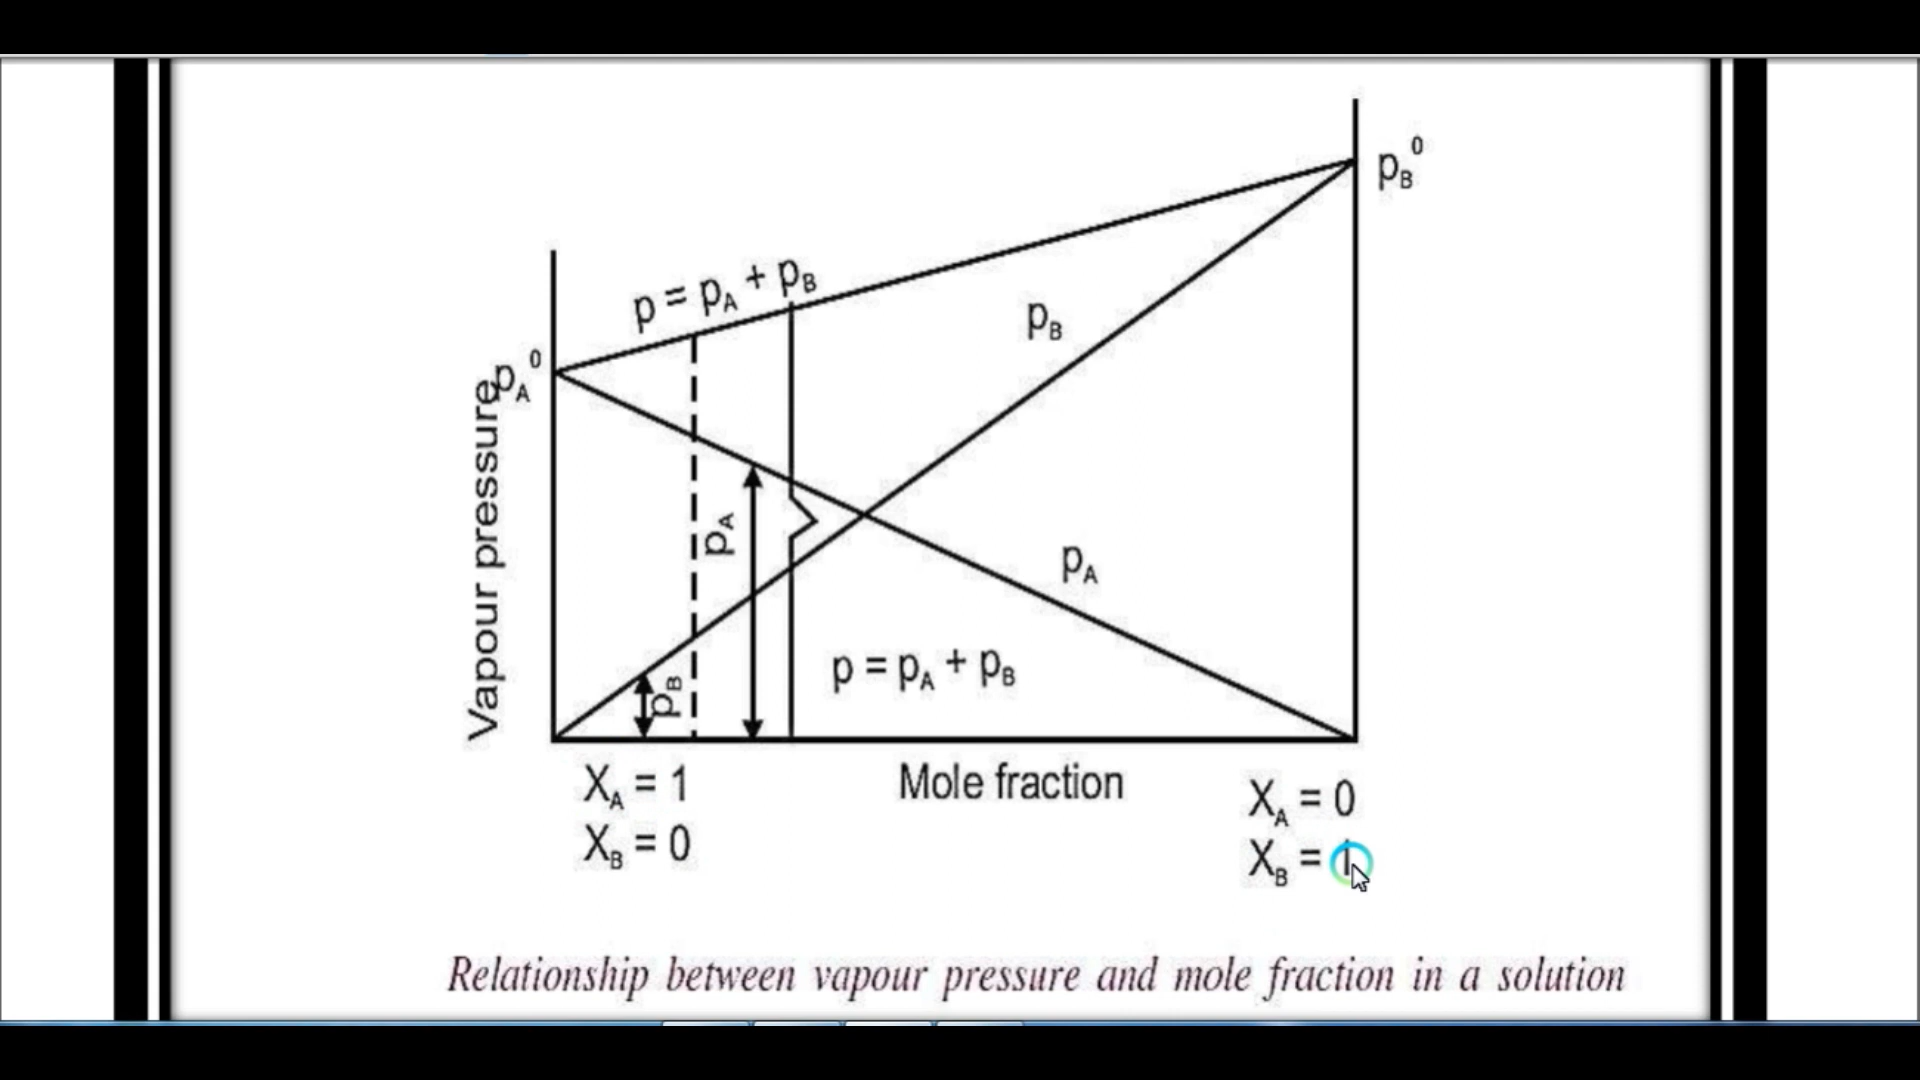 p_B^0
p = p_A + p_B
p_B
p_A^0
Vapour pressure
p_A
p_A
p_B
p = p_A + p_B
X_A = 1
Mole fraction
X_A = 0
X_B = 0
X_B = 1
Relationship between vapour pressure and mole fraction in a solution